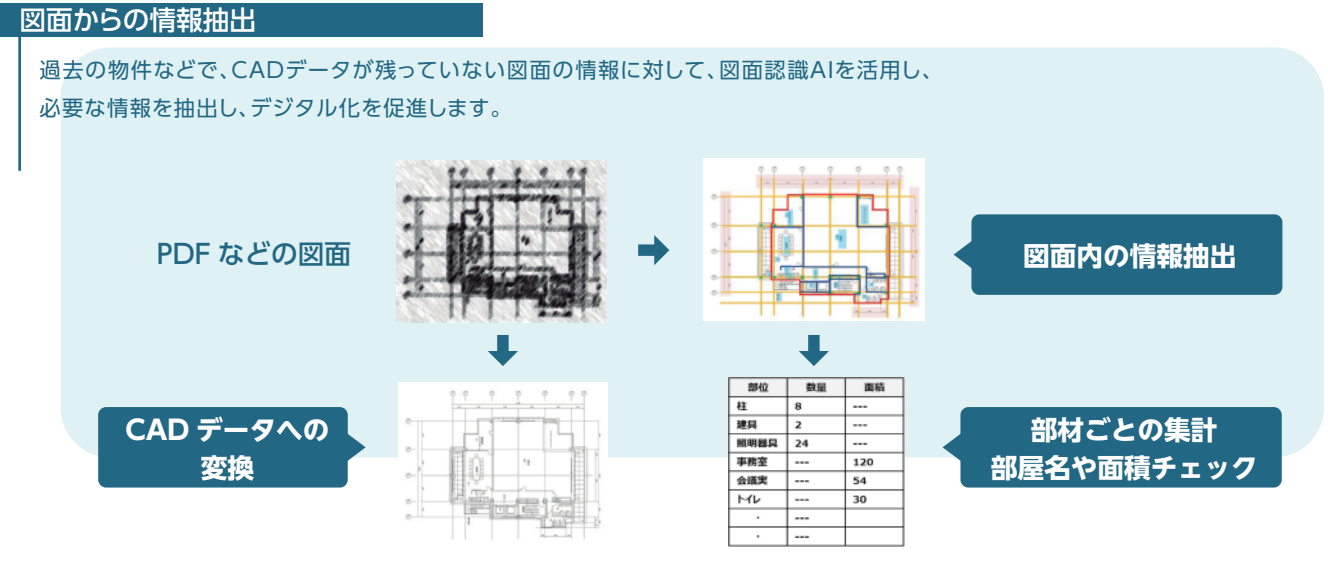 図面からの情報抽出
過去の物件などで、CADデータが残っていない図面の情報に対して、図面認識AIを活用し、
必要な情報を抽出し、デジタル化を促進します。
PDF などの図面
図面内の情報抽出
CAD データへの
変換
部位 数量 面積
柱 8 ---
建具 2 ---
照明器具 24 ---
事務室 --- 120
会議実 --- 54
トイレ --- 30
・ ---
・ ---
部材ごとの集計
部屋名や面積チェック